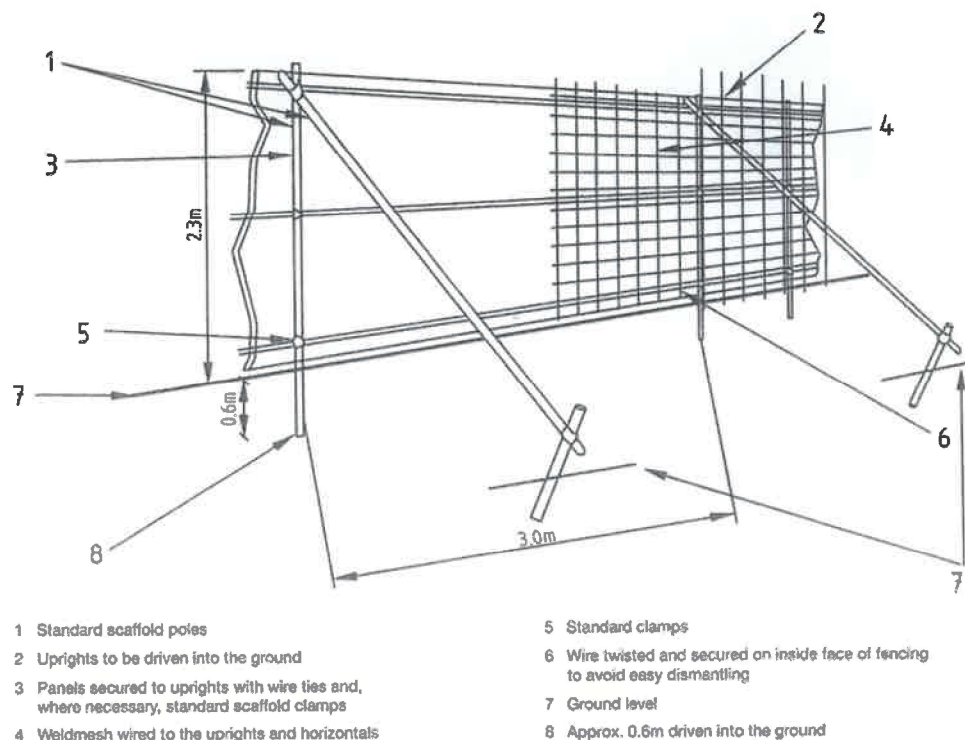 1
2
3
4
2.3m
5
7
0.6m
6
8
3.0m
7
1 Standard scaffold poles
2 Uprights to be driven into the ground
3 Panels secured to uprights with wire ties and,
where necessary, standard scaffold clamps
4 Weldmesh wired to the uprights and horizontals
5 Standard clamps
6 Wire twisted and secured on inside face of fencing
to avoid easy dismantling
7 Ground level
8 Approx. 0.6m driven into the ground